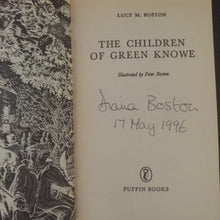 LUCY M. BOSTON
THE CHILDREN
OF GREEN KNOWE
Illustrated by Peter Boston
Diana Boston
17 May 1996
PUFFIN BOOKS